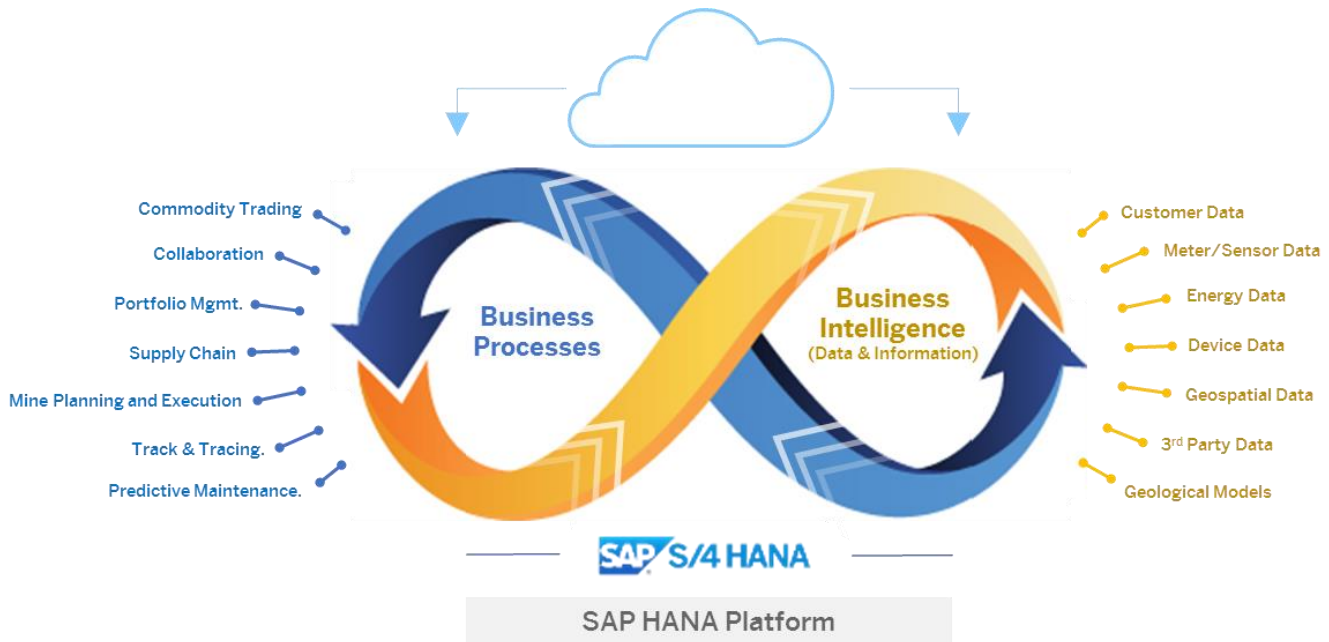 Commodity Trading
Collaboration
Portfolio Mgmt.
Supply Chain
Mine Planning and Execution
Track & Tracing.
Predictive Maintenance.
Business
Processes
Business
Intelligence
(Data & Information)
Customer Data
Meter/Sensor Data
Energy Data
Device Data
Geospatial Data
3rd Party Data
Geological Models
SAP S/4 HANA
SAP HANA Platform